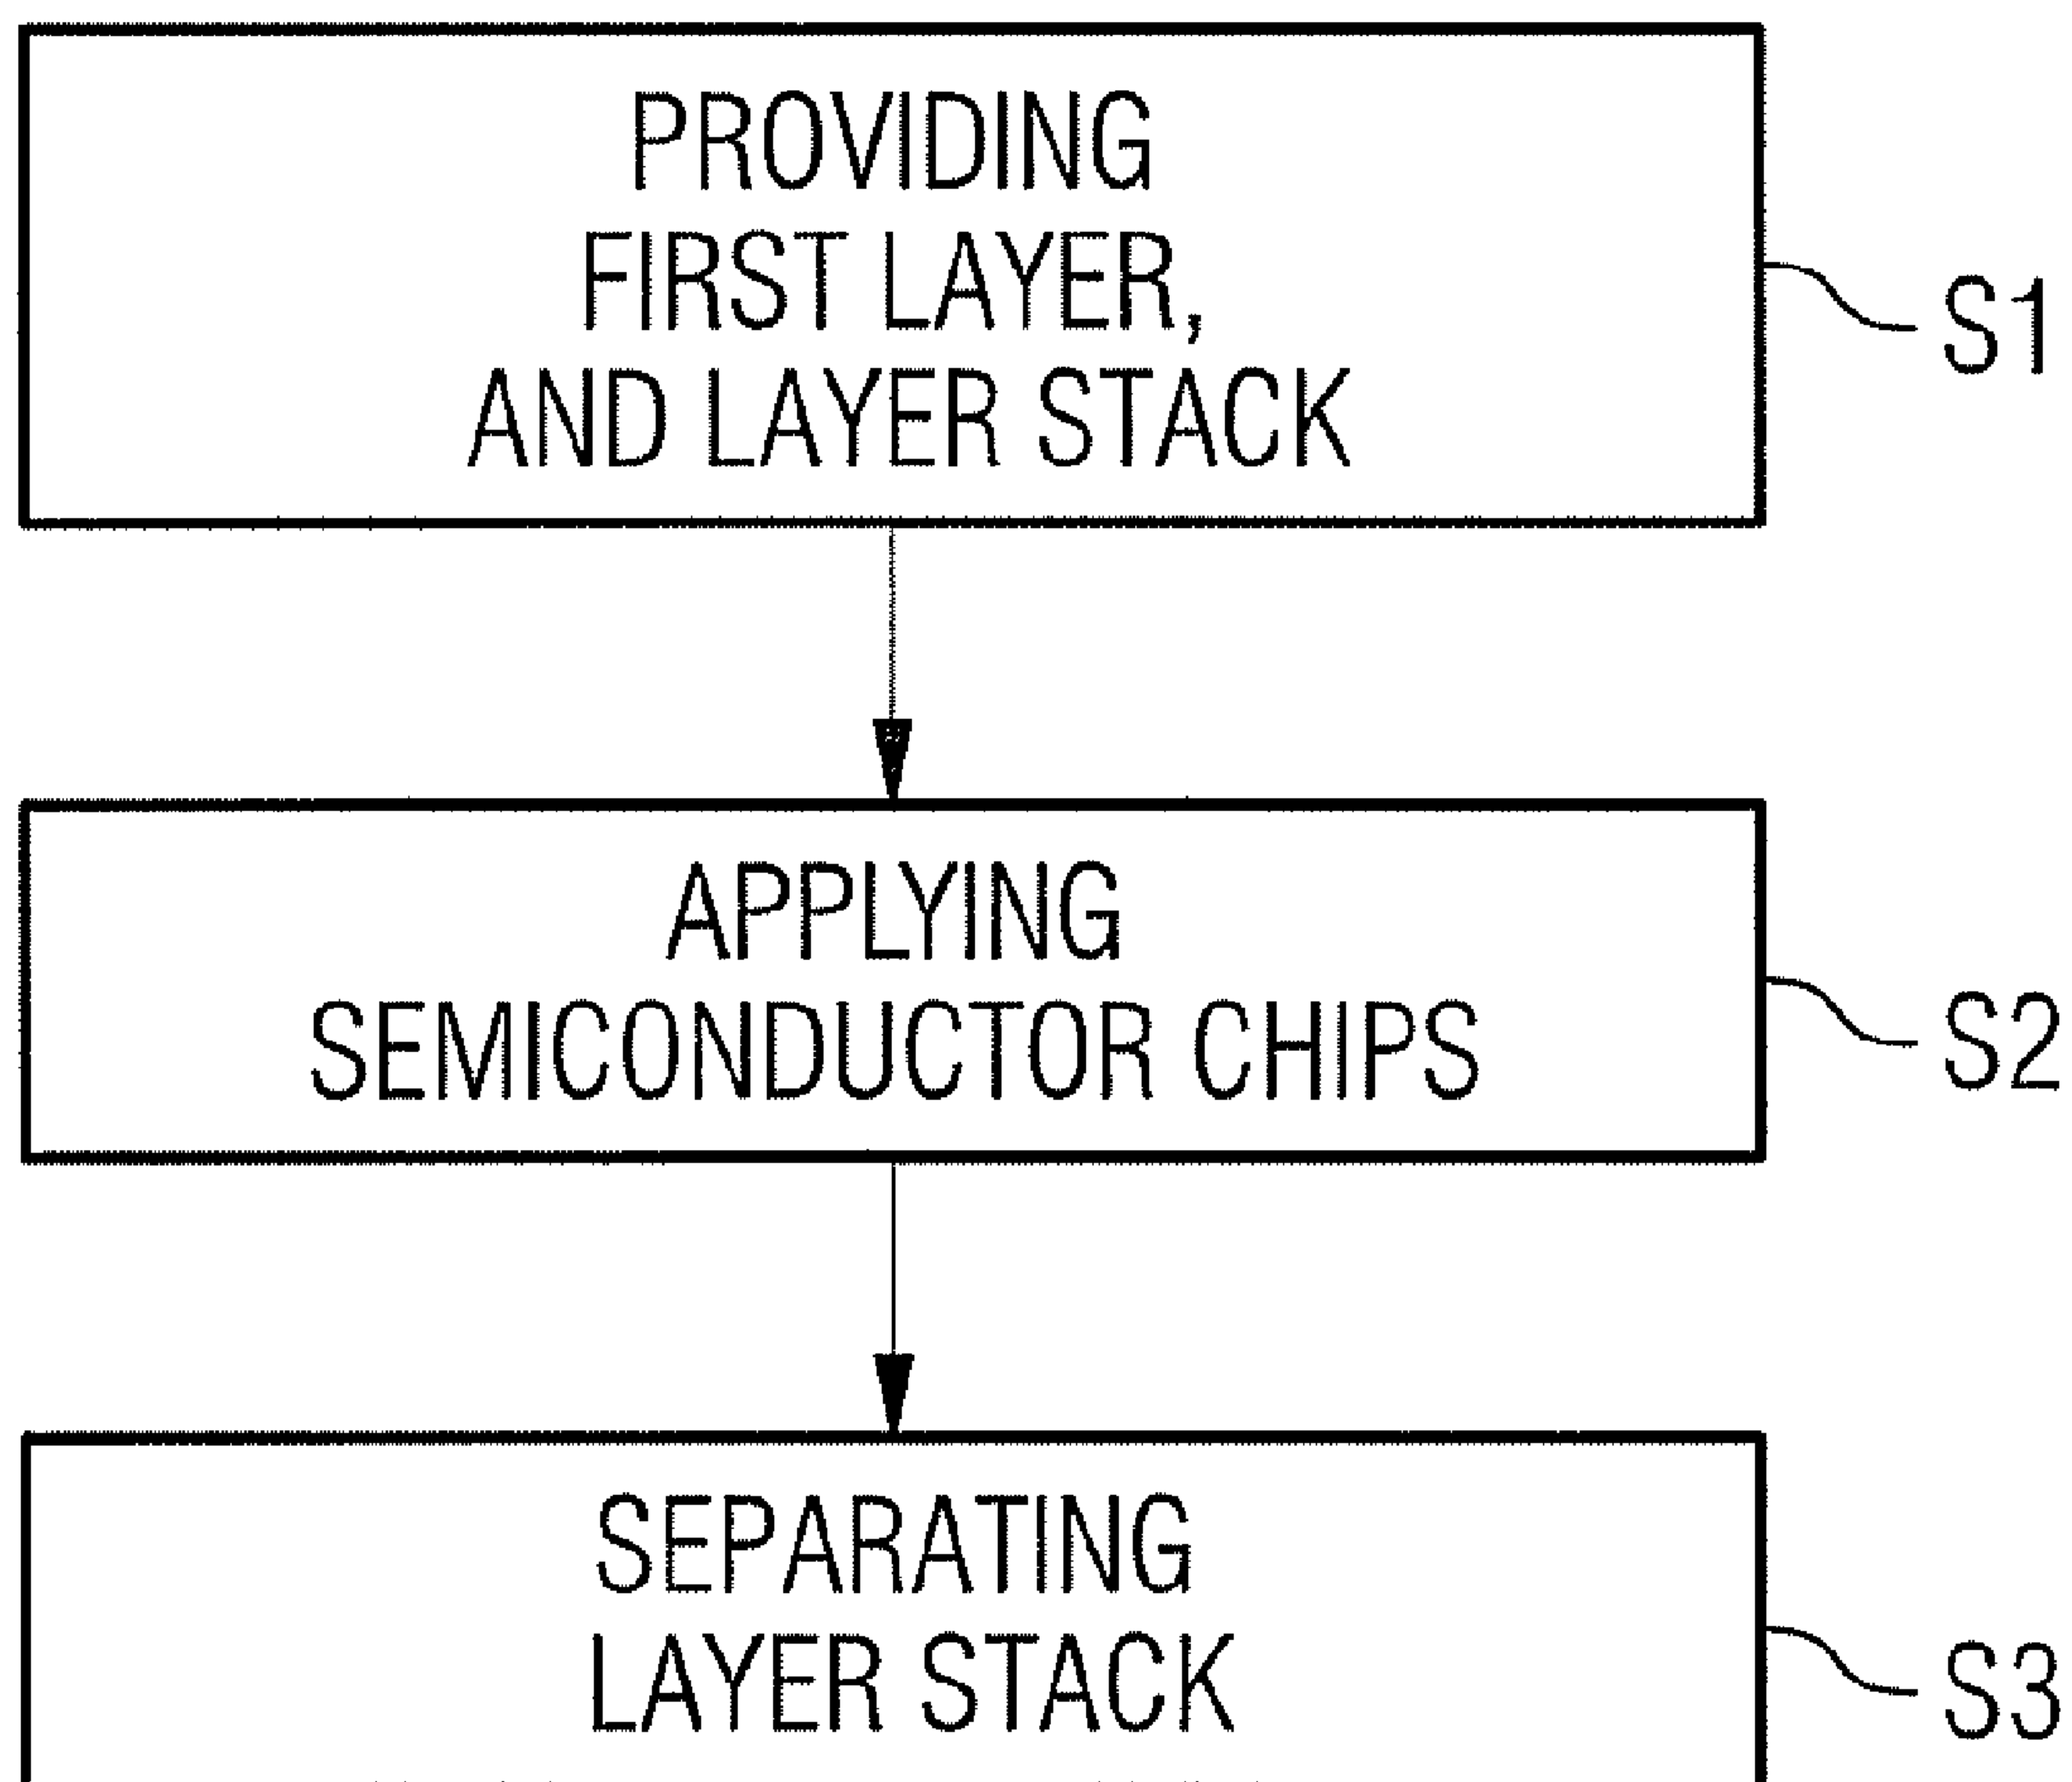 PROVIDING
FIRST LAYER,
AND LAYER STACK
S1
APPLYING
SEMICONDUCTOR CHIPS
S2
SEPARATING
LAYER STACK
S3